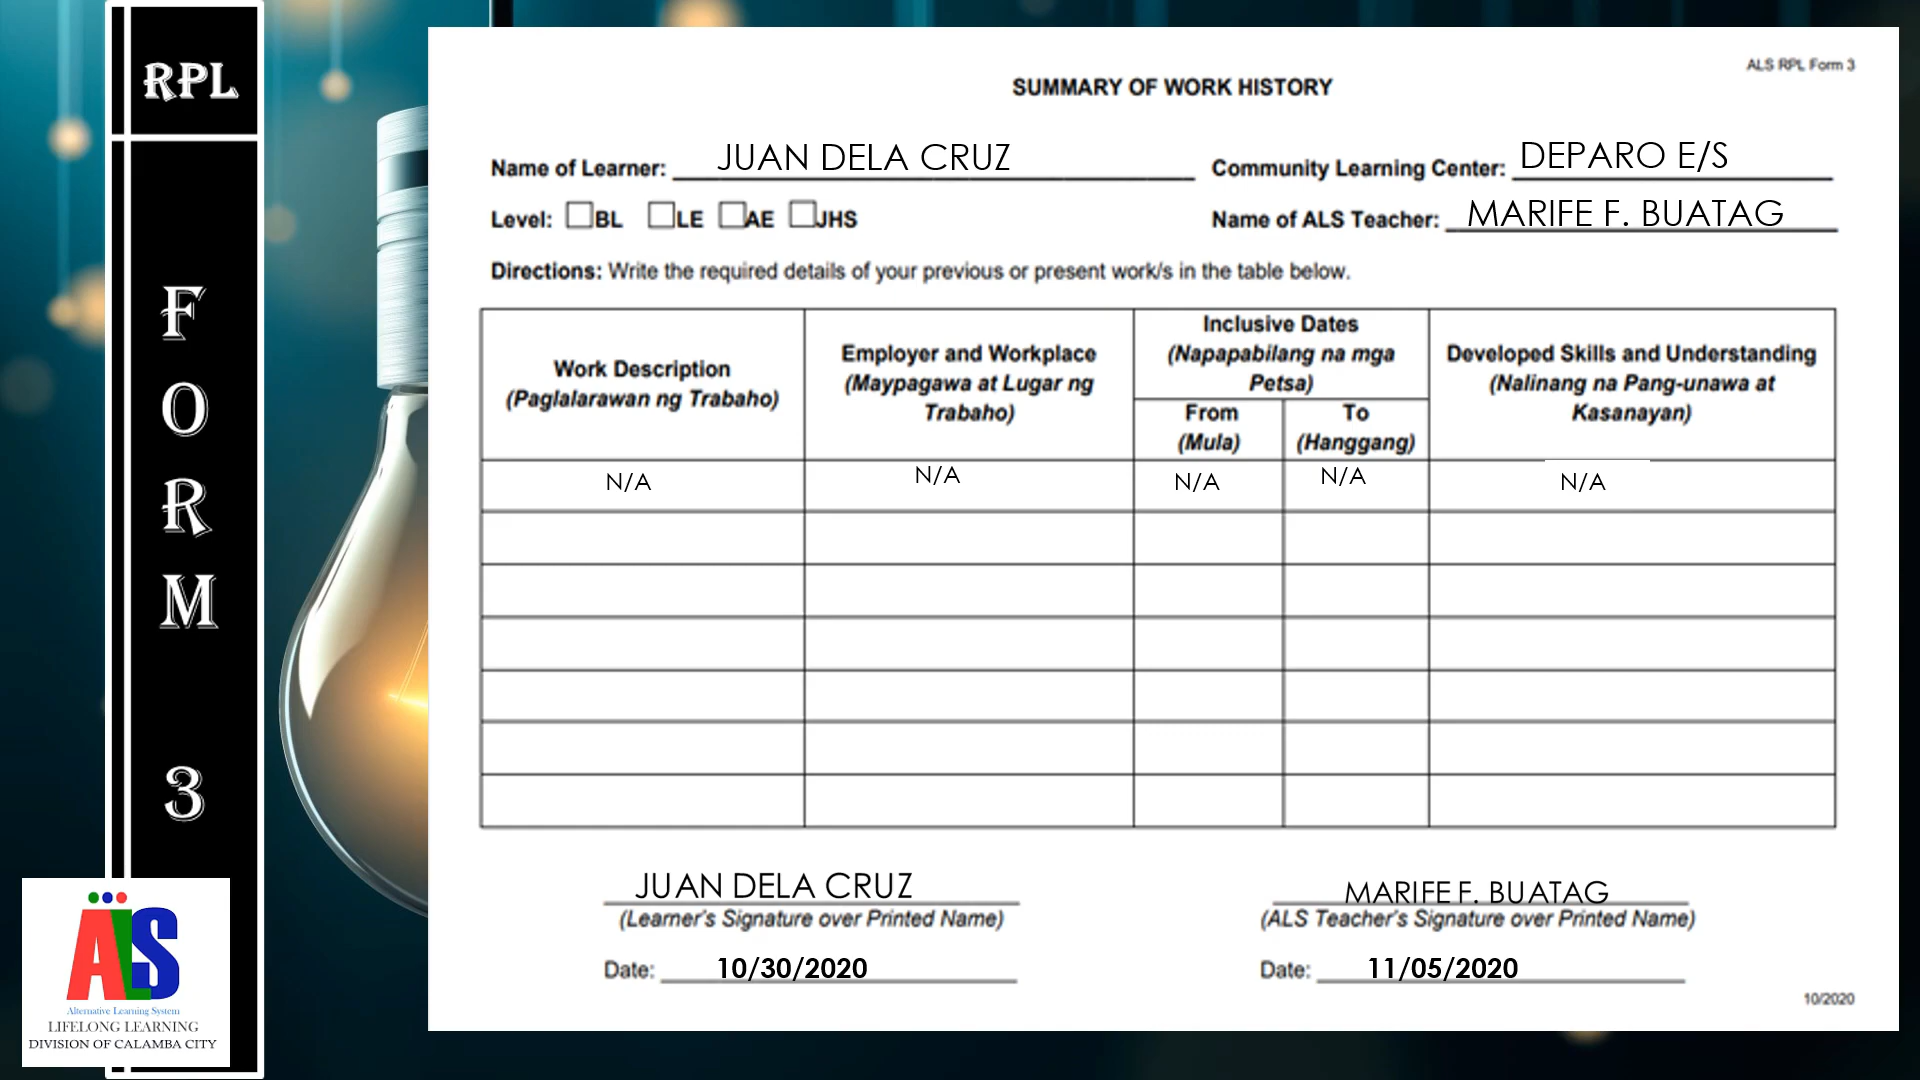 RPL
FORM 3
ALS RPL Form 3
SUMMARY OF WORK HISTORY
Name of Learner: JUAN DELA CRUZ Community Learning Center: DEPARO E/S
Level: BL LE AE JHS Name of ALS Teacher: MARIFE F. BUATAG
Directions: Write the required details of your previous or present work/s in the table below.
Work Description
(Paglalarawan ng Trabaho)
Employer and Workplace
(Maypagawa at Lugar ng
Trabaho)
Inclusive Dates
(Napapabilang na mga
Petsa)
From
(Mula)
To
(Hanggang)
Developed Skills and Understanding
(Nalinang na Pang-unawa at
Kasanayan)
N/A N/A N/A N/A N/A
JUAN DELA CRUZ
(Learner's Signature over Printed Name)
Date: 10/30/2020
MARIFE F. BUATAG
(ALS Teacher's Signature over Printed Name)
Date: 11/05/2020
10/2020
ALS
Alternative Learning System
LIFELONG LEARNING
DIVISION OF CALAMBA CITY